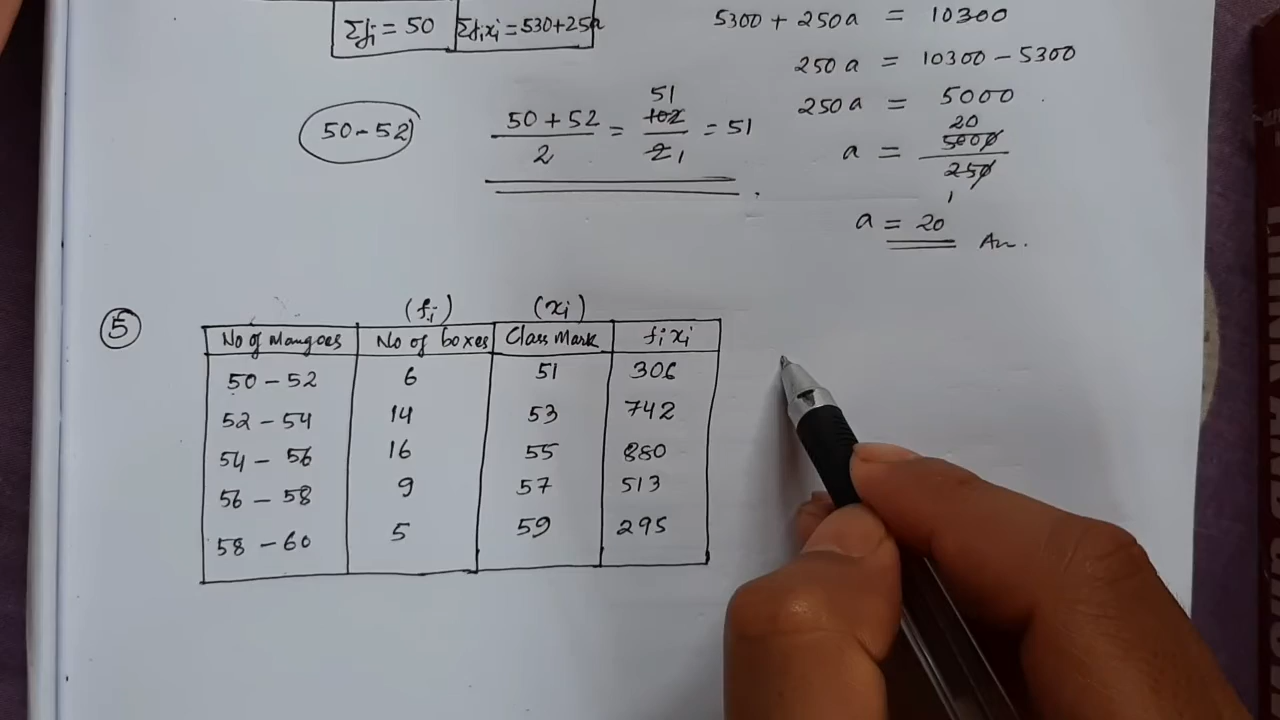 Σfi = 50 Σfixi = 530+25a
5300 + 250a = 10300
250a = 10300 - 5300
250a = 5000
a = 5000/250 20 1
a = 20 An.
50-52
50 + 52 / 2 = 102/2 51 1 = 51
5
(fi) (xi)
No of Mangoes No of boxes Class Mark fixi
50 - 52 6 51 306
52 - 54 14 53 742
54 - 56 16 55 880
56 - 58 9 57 513
58 - 60 5 59 295